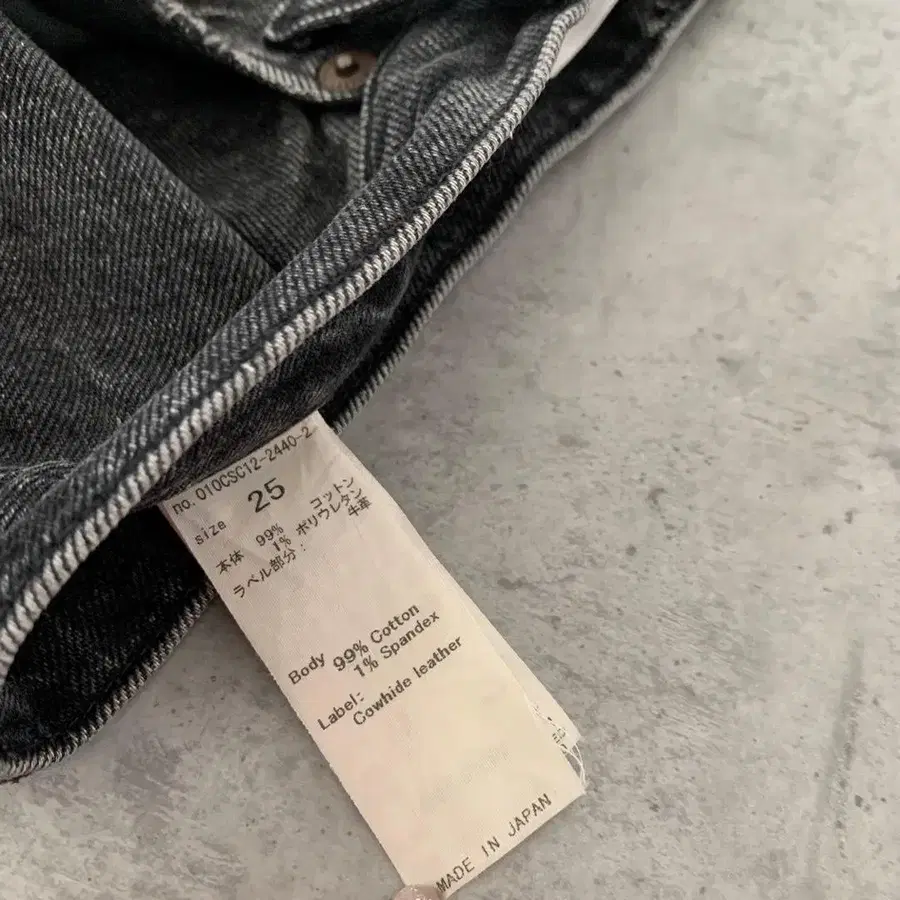 no. 010CSC12-2440-2
size 25
本体 99% コットン
1% ポリウレタン
ラベル部分: 牛革
Body 99% Cotton
1% Spandex
Label:
Cowhide leather
MADE IN JAPAN